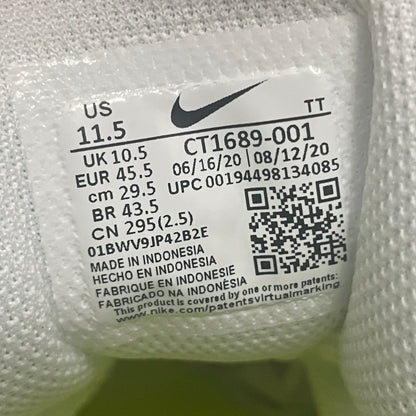 US
11.5
TT
UK 10.5
CT1689-001
EUR 45.5
06/16/20 | 08/12/20
cm 29.5
UPC 00194498134085
BR 43.5
CN 295(2.5)
01BWV9JP42B2E
MADE IN INDONESIA
HECHO EN INDONESIA
FABRIQUE EN INDONESIE
FABRICADO NA INDONÉSIA
This product is covered by one or more patents:
www.nike.com/patentsvirtualmarking